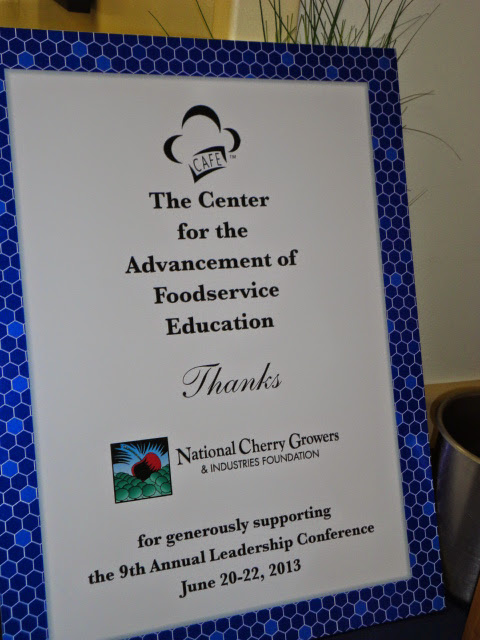 CAFÉ™
The Center
for the
Advancement of
Foodservice
Education
Thanks
National Cherry Growers
& Industries Foundation
for generously supporting
the 9th Annual Leadership Conference
June 20-22, 2013